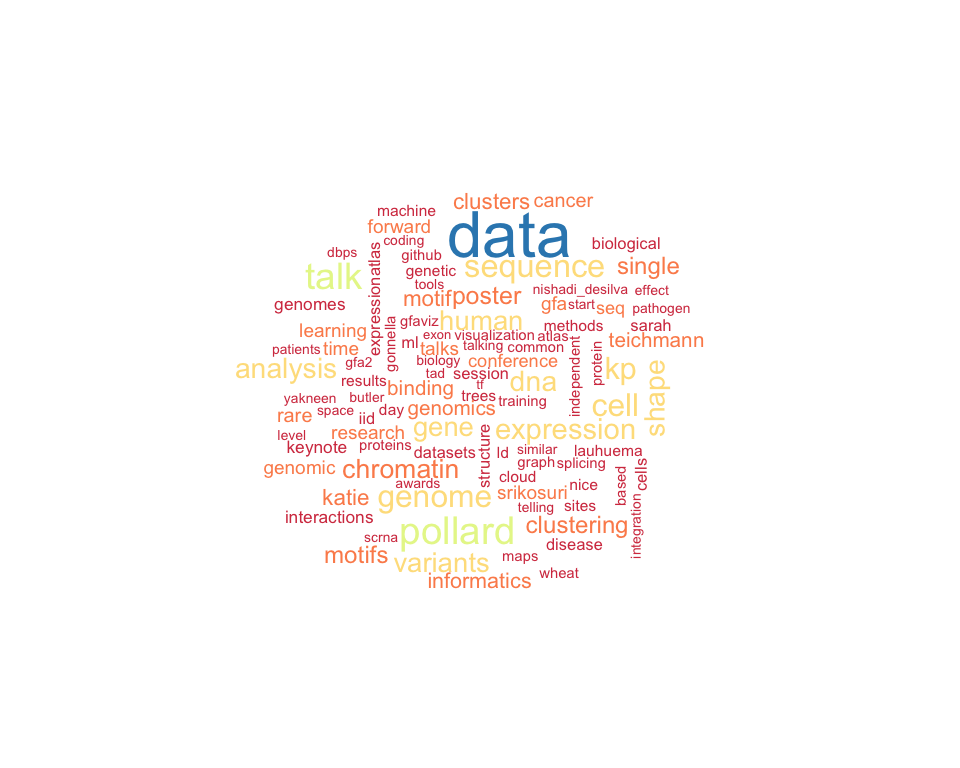 clusters cancer
machine
forward
data
coding
biological
dbps
github
expressionatlas
genetic
sequence
single
talk
tools
nishadi_desilva
effect
genomes
motif
poster
gfa
start
seq
pathogen
gfaviz
human
methods
sarah
learning
gonnella
ml
exon
visualization
atlas
teichmann
patients
time
talks
talking
common
independent
protein
gfa2
biology
conference
kp
analysis
tad
session
dna
shape
results
binding
tf
yakneen
butler
trees
training
cell
rare
space
iid
day
genomics
level
research
gene
expression
keynote
proteins
datasets
structure
ld
similar
lauhuema
genomic
chromatin
graph
splicing
cloud
based
cells
awards
nice
katie
genome
srikosuri
telling
sites
integration
interactions
pollard
clustering
scrna
disease
motifs
variants
maps
informatics
wheat